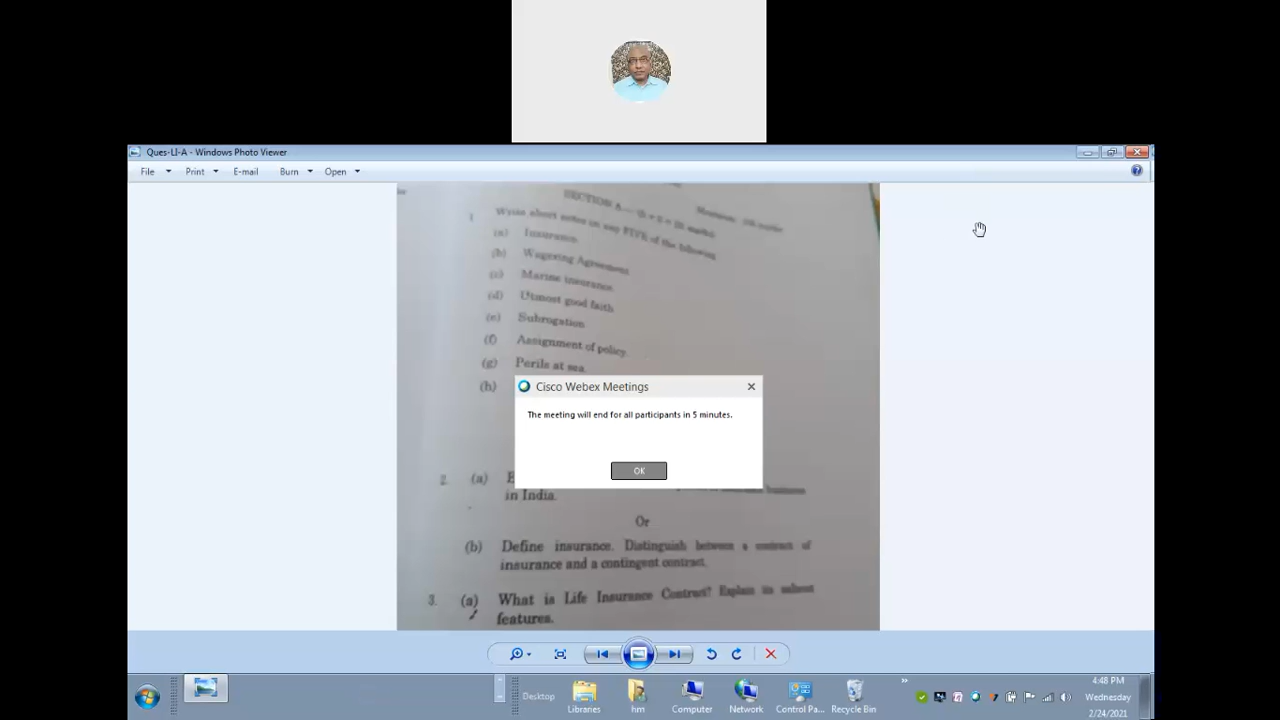 Ques-LI-A - Windows Photo Viewer
File Print E-mail Burn Open
SECTION A —
1 Write short notes on any FIVE of the following
(a) Insurance
(b) Wagering Agreement
(c) Marine insurance
(d) Utmost good faith
(e) Subrogation
(f) Assignment of policy.
(g) Perils at sea.
(h)
Cisco Webex Meetings
The meeting will end for all participants in 5 minutes.
OK
2. (a)
business
in India.
Or
(b) Define insurance. Distinguish between a contract of
insurance and a contingent contract.
3. (a) What is Life Insurance Contract? Explain its salient
features.
Desktop
Libraries
hm
Computer
Network
Control Pa...
Recycle Bin
4:48 PM
Wednesday
2/24/2021